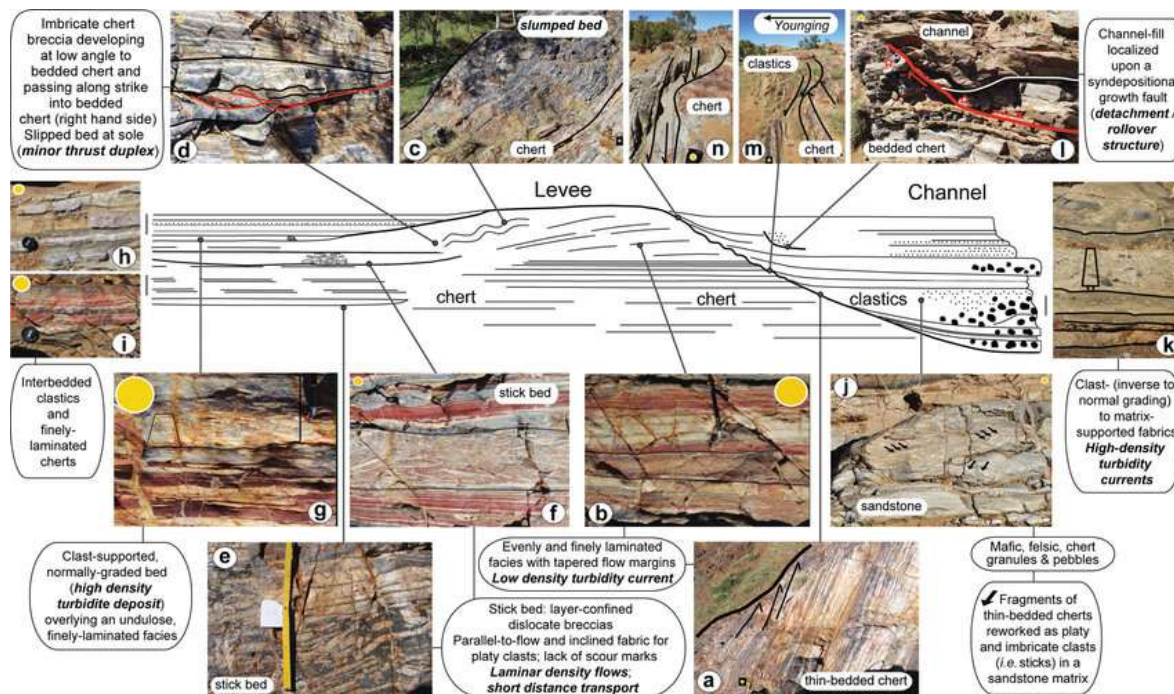 Imbricate chert
breccia developing
at low angle to
bedded chert and
passing along strike
into bedded
chert (right hand side)
Slipped bed at sole
(minor thrust duplex)
d
slumped bed
chert
c
chert
n
Younging
clastics
chert
m
channel
bedded chert
l
Channel-fill
localized
upon a
syndepositional
growth fault
(detachment /
rollover
structure)
h
i
Interbedded
clastics
and
finely-
laminated
cherts
Levee
Channel
chert
chert
clastics
k
Clast- (inverse to
normal grading)
to matrix-
supported fabrics
High-density
turbidity
currents
g
stick bed
f
b
j
sandstone
Clast-supported,
normally-graded bed
(high density
turbidite deposit)
overlying an undulose,
finely-laminated facies
e
stick bed
Evenly and finely laminated
facies with tapered flow margins
Low density turbidity current
Stick bed: layer-confined
dislocate breccias
Parallel-to-flow and inclined fabric for
platy clasts; lack of scour marks
Laminar density flows;
short distance transport
a
thin-bedded chert
Mafic, felsic, chert
granules & pebbles
Fragments of
thin-bedded cherts
reworked as platy
and imbricate clasts
(i.e. sticks) in a
sandstone matrix